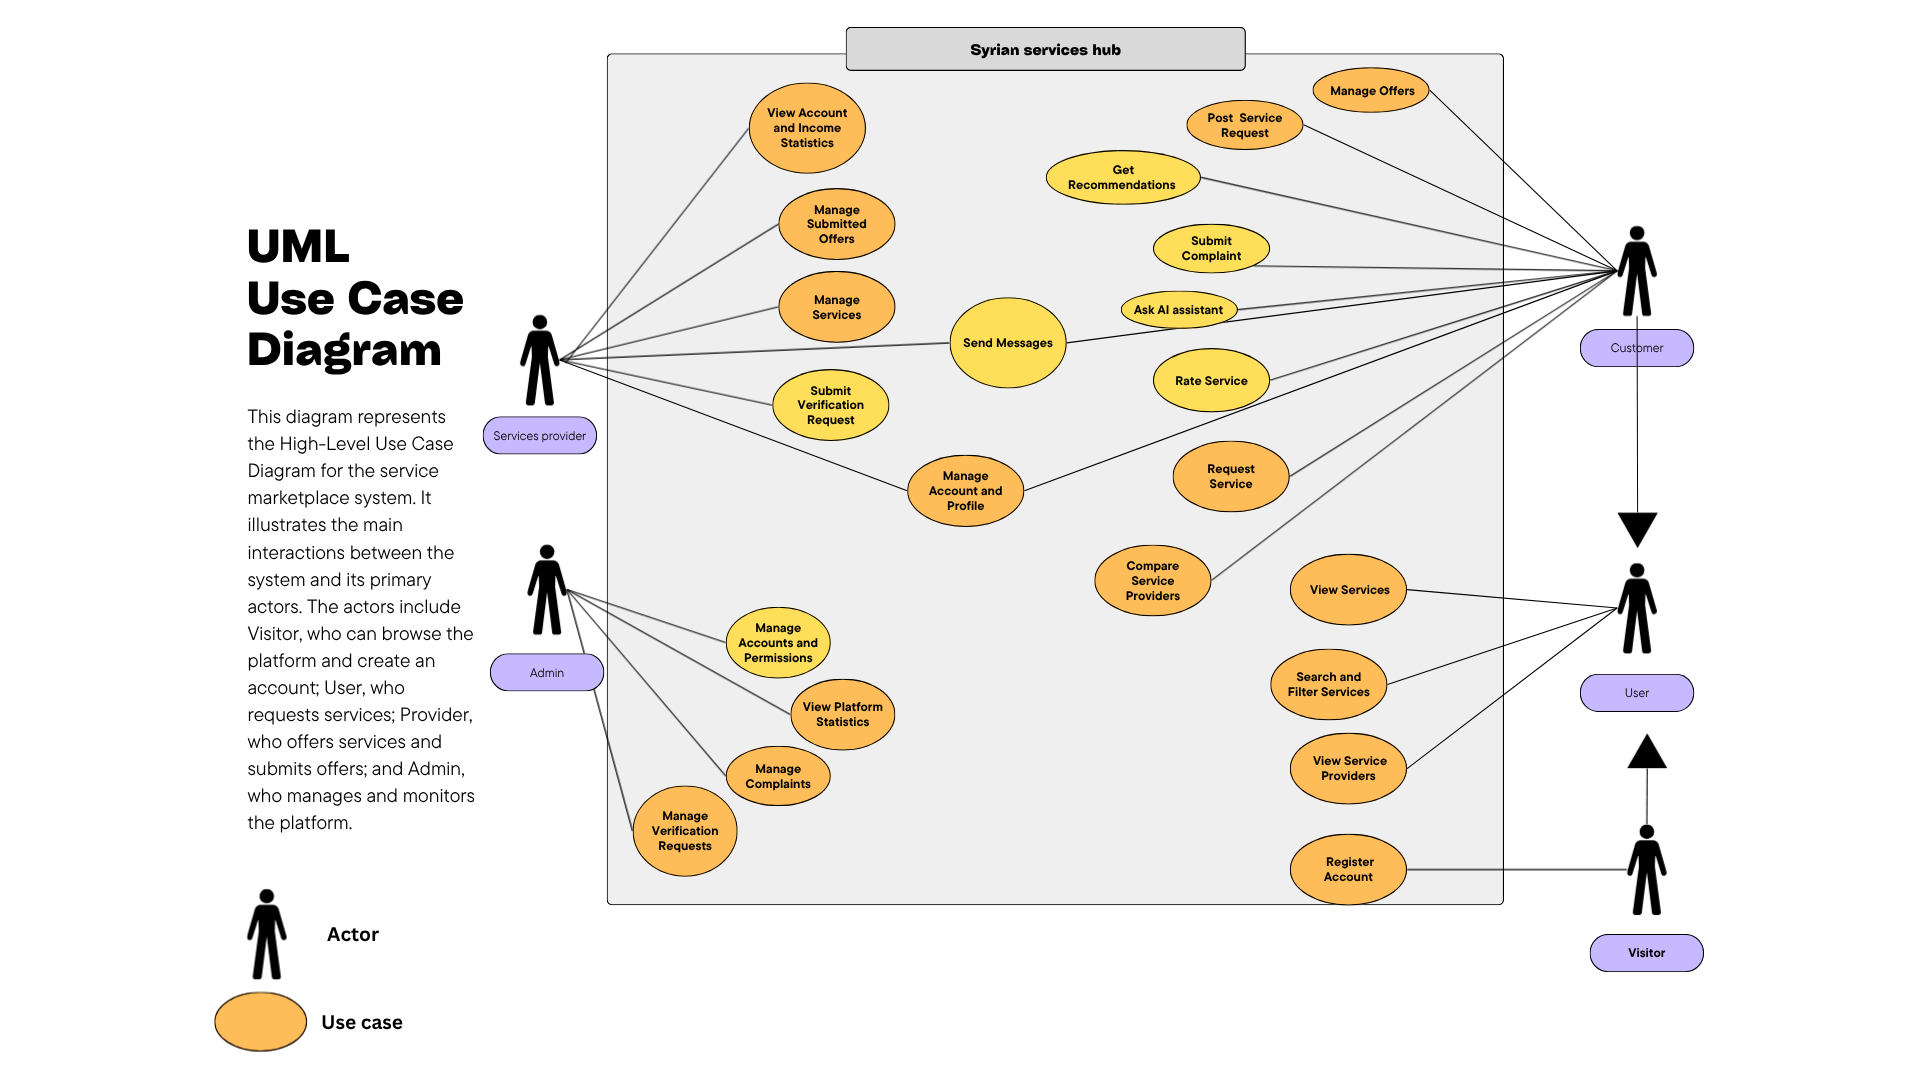 Syrian services hub
UML
Use Case
Diagram
This diagram represents
the High-Level Use Case
Diagram for the service
marketplace system. It
illustrates the main
interactions between the
system and its primary
actors. The actors include
Visitor, who can browse the
platform and create an
account; User, who
requests services; Provider,
who offers services and
submits offers; and Admin,
who manages and monitors
the platform.
Actor
Use case
Services provider
Admin
View Account
and Income
Statistics
Manage
Submitted
Offers
Manage
Services
Send Messages
Submit
Verification
Request
Manage
Account and
Profile
Manage
Accounts and
Permissions
View Platform
Statistics
Manage
Complaints
Manage
Verification
Requests
Manage Offers
Post  Service
Request
Get
Recommendations
Submit
Complaint
Ask AI assistant
Rate Service
Request
Service
Compare
Service
Providers
View Services
Search and
Filter Services
View Service
Providers
Register
Account
Customer
User
Visitor